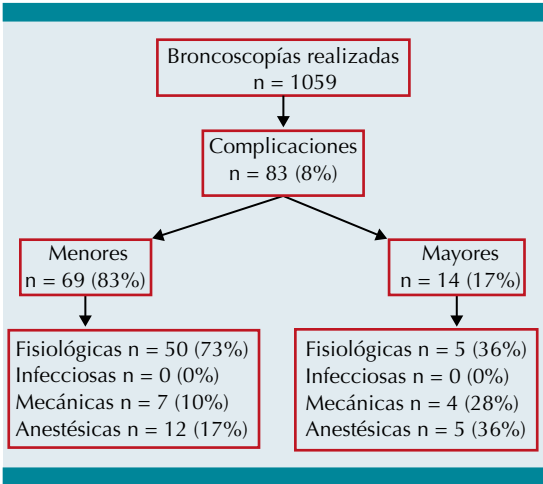 Broncoscopías realizadas
n = 1059
Complicaciones
n = 83 (8%)
Menores
n = 69 (83%)
Mayores
n = 14 (17%)
Fisiológicas n = 50 (73%)
Infecciosas n = 0 (0%)
Mecánicas n = 7 (10%)
Anestésicas n = 12 (17%)
Fisiológicas n = 5 (36%)
Infecciosas n = 0 (0%)
Mecánicas n = 4 (28%)
Anestésicas n = 5 (36%)